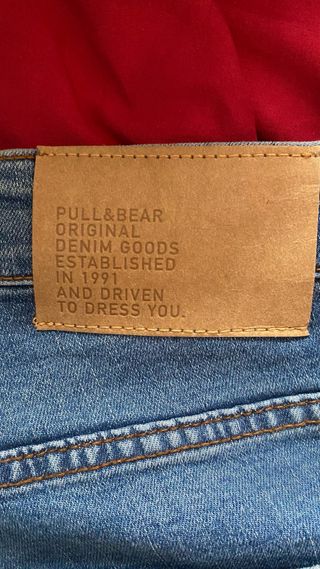 PULL&BEAR
ORIGINAL
DENIM GOODS
ESTABLISHED
IN 1991
AND DRIVEN
TO DRESS YOU.